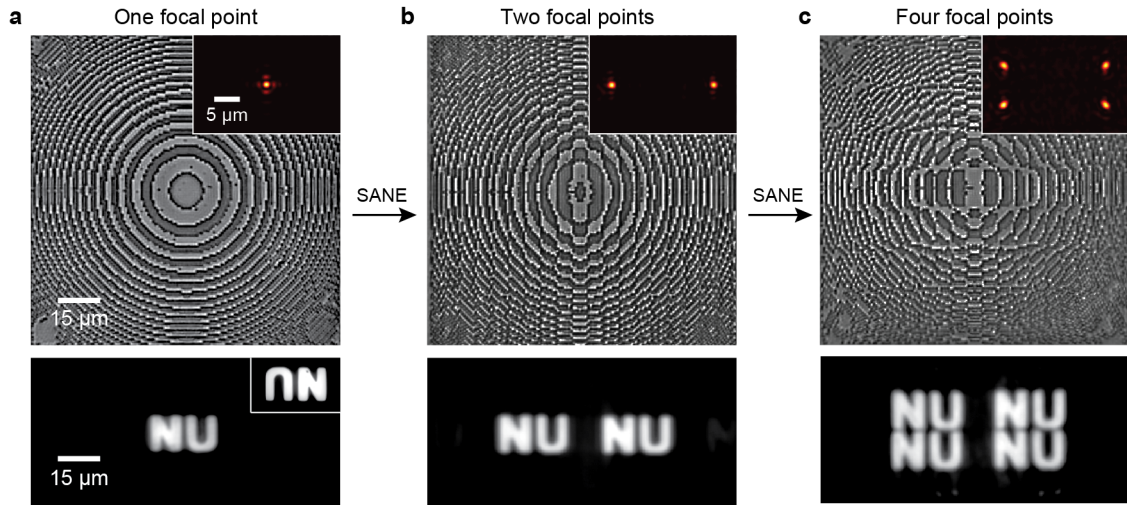 a One focal point
b Two focal points
c Four focal points
5 µm
15 µm
SANE
SANE
NU
NU
15 µm
NU NU
NU NU
NU NU